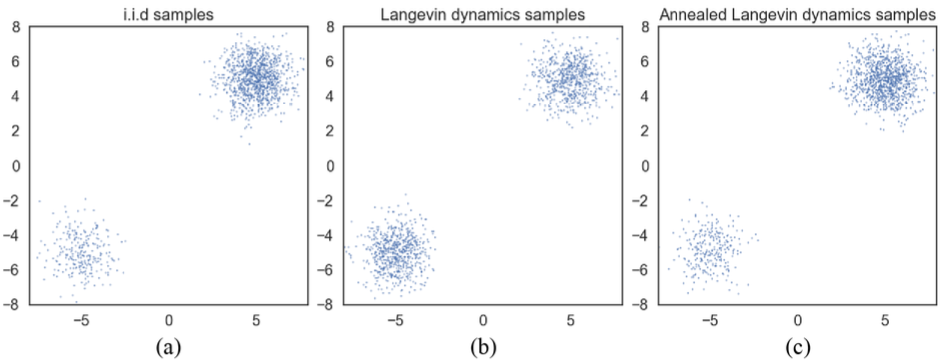 i.i.d samples
Langevin dynamics samples
Annealed Langevin dynamics samples
8 8 8
6 6 6
4 4 4
2 2 2
0 0 0
−2 −2 −2
−4 −4 −4
−6 −6 −6
−8 −8 −8
−5 0 5 −5 0 5 −5 0 5
(a) (b) (c)